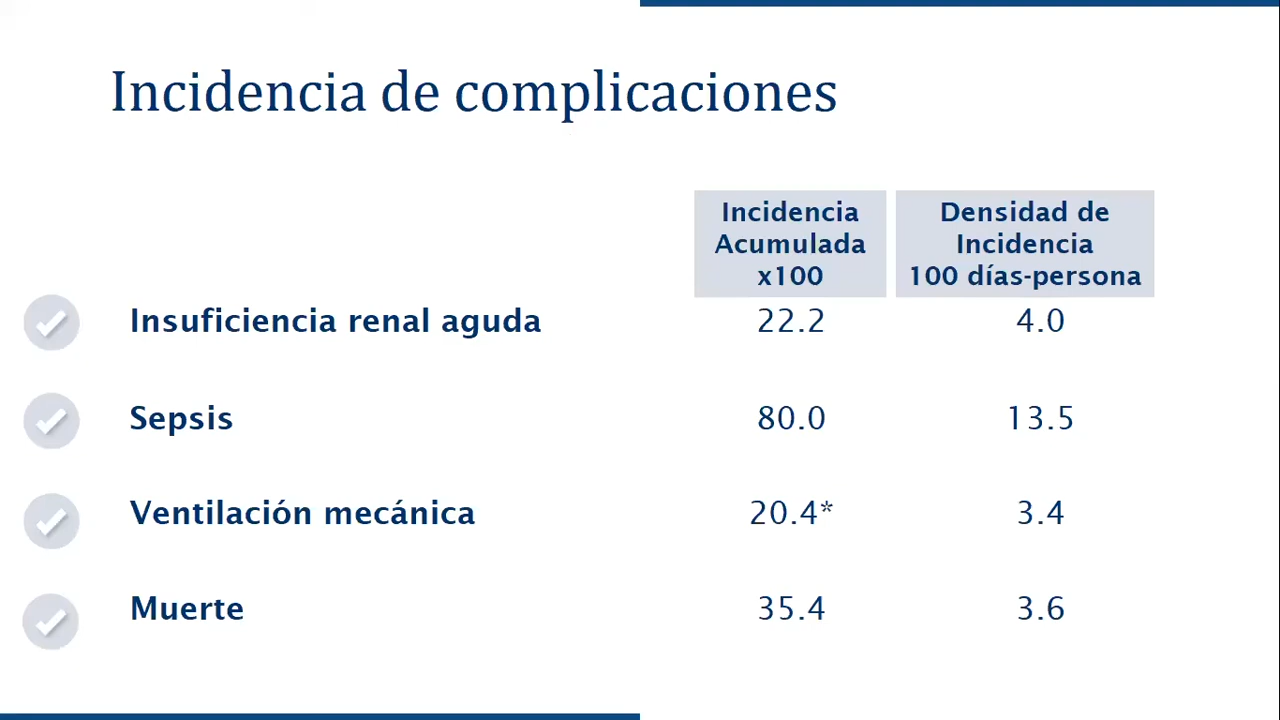 Incidencia de complicaciones
Incidencia
Acumulada
x100
Densidad de
Incidencia
100 días-persona
Insuficiencia renal aguda 22.2 4.0
Sepsis 80.0 13.5
Ventilación mecánica 20.4* 3.4
Muerte 35.4 3.6